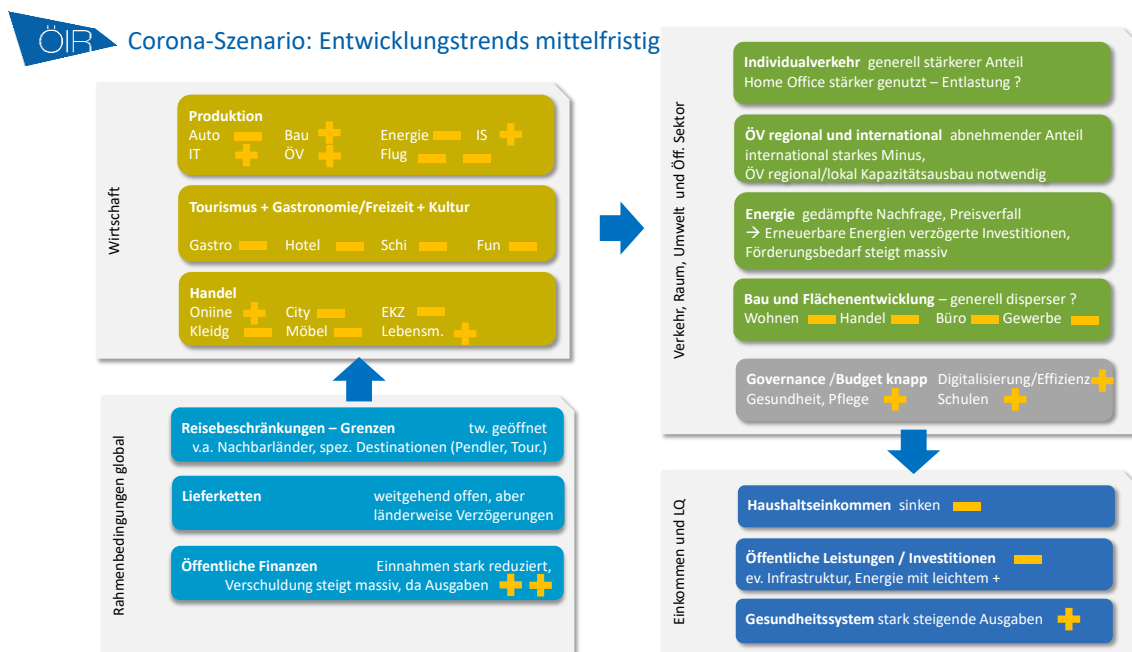 ÖIR
Corona-Szenario: Entwicklungstrends mittelfristig
Wirtschaft
Produktion
Auto Bau Energie IS
IT ÖV Flug
Tourismus + Gastronomie/Freizeit + Kultur
Gastro Hotel Schi Fun
Handel
Oniine City EKZ
Kleidg Möbel Lebensm.
Rahmenbedingungen global
Reisebeschränkungen – Grenzen tw. geöffnet
v.a. Nachbarländer, spez. Destinationen (Pendler, Tour.)
Lieferketten weitgehend offen, aber
länderweise Verzögerungen
Öffentliche Finanzen Einnahmen stark reduziert,
Verschuldung steigt massiv, da Ausgaben
Verkehr, Raum, Umwelt und Öff. Sektor
Individualverkehr generell stärkerer Anteil
Home Office stärker genutzt – Entlastung ?
ÖV regional und international abnehmender Anteil
international starkes Minus,
ÖV regional/lokal Kapazitätsausbau notwendig
Energie gedämpfte Nachfrage, Preisverfall
→ Erneuerbare Energien verzögerte Investitionen,
Förderungsbedarf steigt massiv
Bau und Flächenentwicklung – generell disperser ?
Wohnen Handel Büro Gewerbe
Governance /Budget knapp Digitalisierung/Effizienz
Gesundheit, Pflege Schulen
Einkommen und LQ
Haushaltseinkommen sinken
Öffentliche Leistungen / Investitionen
ev. Infrastruktur, Energie mit leichtem +
Gesundheitssystem stark steigende Ausgaben